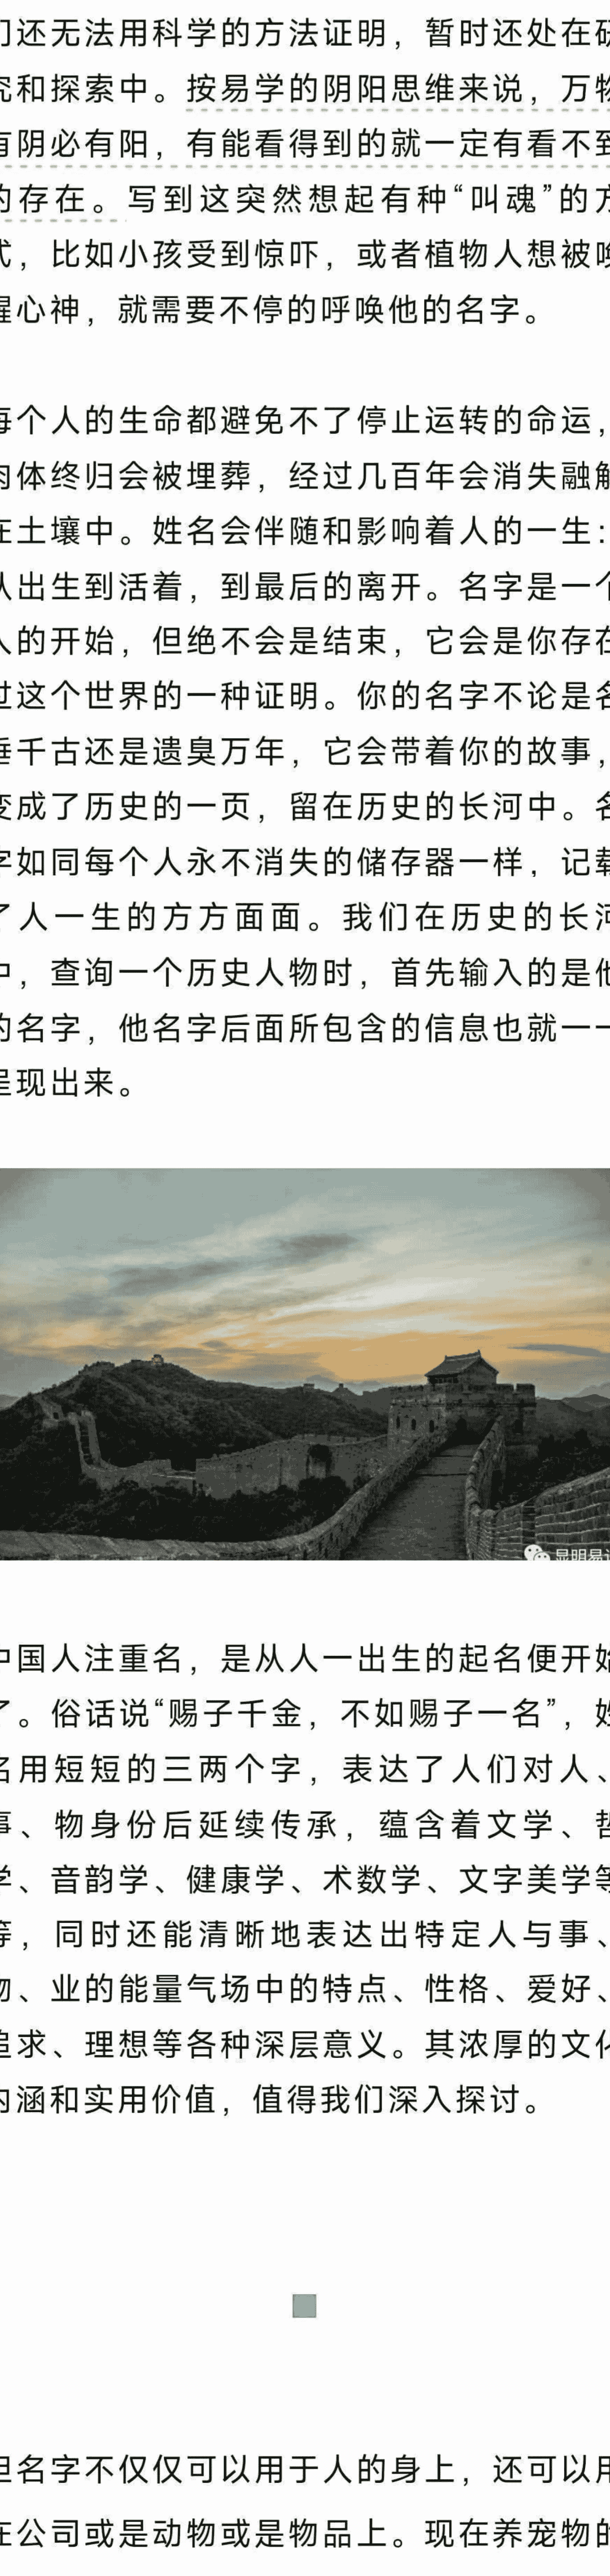 们还无法用科学的方法证明，暂时还处在研
究和探索中。按易学的阴阳思维来说，万物
有阴必有阳，有能看得到的就一定有看不到
的存在。写到这突然想起有种“叫魂”的方
式，比如小孩受到惊吓，或者植物人想被唤
醒心神，就需要不停的呼唤他的名字。
每个人的生命都避免不了停止运转的命运，
肉体终归会被埋葬，经过几百年会消失融解
在土壤中。姓名会伴随和影响着人的一生：
从出生到活着，到最后的离开。名字是一个
人的开始，但绝不会是结束，它会是你存在
过这个世界的一种证明。你的名字不论是名
垂千古还是遗臭万年，它会带着你的故事，
变成了历史的一页，留在历史的长河中。名
字如同每个人永不消失的储存器一样，记载
了人一生的方方面面。我们在历史的长河
中，查询一个历史人物时，首先输入的是他
的名字，他名字后面所包含的信息也就一一
呈现出来。
显明易
中国人注重名，是从人一出生的起名便开始
了。俗话说“赐子千金，不如赐子一名”，姓
名用短短的三两个字，表达了人们对人、
事、物身份后延续传承，蕴含着文学、哲
学、音韵学、健康学、术数学、文字美学等
等，同时还能清晰地表达出特定人与事、
物、业的能量气场中的特点、性格、爱好、
追求、理想等各种深层意义。其浓厚的文化
内涵和实用价值，值得我们深入探讨。
但名字不仅仅可以用于人的身上，还可以用
在公司或是动物或是物品上。现在养宠物的